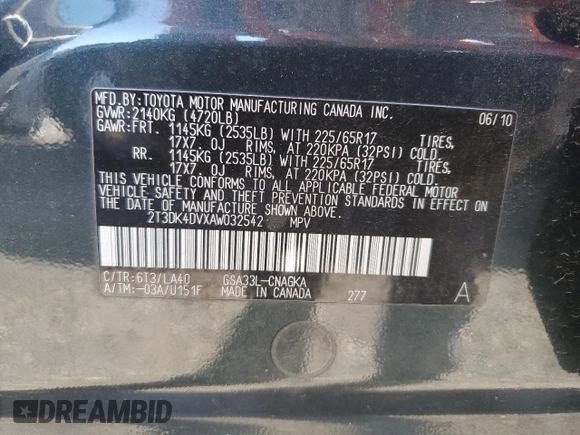 MFD.BY:TOYOTA MOTOR MANUFACTURING CANADA INC.
GVWR:2140KG (4720LB) 06/10
GAWR:FRT. 1145KG (2535LB) WITH 225/65R17 TIRES,
17X7. OJ RIMS, AT 220KPA (32PSI) COLD
RR. 1145KG (2535LB) WITH 225/65R17 TIRES,
17X7. OJ RIMS, AT 220KPA (32PSI) COLD.
THIS VEHICLE CONFORMS TO ALL APPLICABLE FEDERAL MOTOR
VEHICLE SAFETY AND THEFT PREVENTION STANDARDS IN EFFECT ON
THE DATE OF MANUFACTURE SHOWN ABOVE.
2T3DK4DVXAW032542 MPV
C/TR:6T3/LA40 GSA33L-CNAGKA
A/TM:-03A/U151F MADE IN CANADA 277 A
DREAMBID